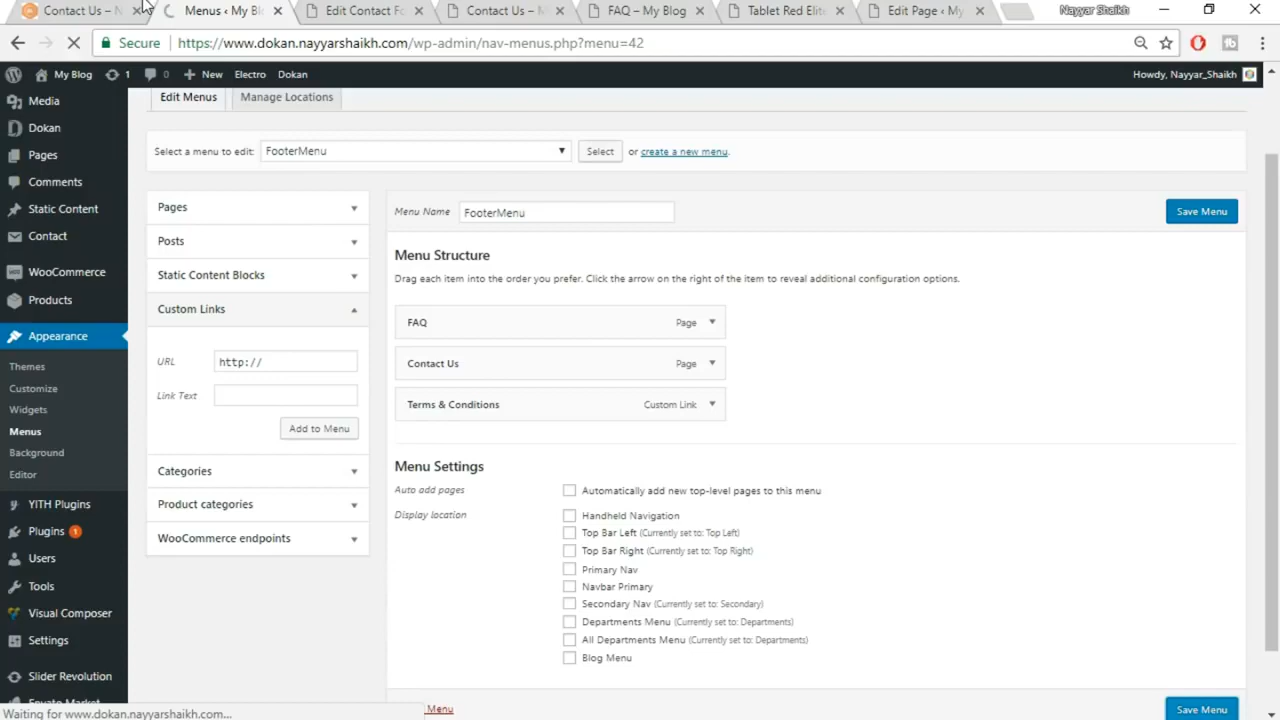 Contact Us – N
Menus ‹ My Bl
Edit Contact Fo
Contact Us – M
FAQ – My Blog
Tablet Red Elite
Edit Page ‹ My
Nayyar Shaikh
Secure
https://www.dokan.nayyarshaikh.com/wp-admin/nav-menus.php?menu=42
My Blog
1
0
New
Electro
Dokan
Howdy, Nayyar_Shaikh
Media
Dokan
Pages
Comments
Static Content
Contact
WooCommerce
Products
Appearance
Themes
Customize
Widgets
Menus
Background
Editor
YITH Plugins
Plugins 1
Users
Tools
Visual Composer
Settings
Slider Revolution
Envato Market
Edit Menus
Manage Locations
Select a menu to edit: FooterMenu
Select
or create a new menu.
Pages
Posts
Static Content Blocks
Custom Links
URL
http://
Link Text
Add to Menu
Categories
Product categories
WooCommerce endpoints
Menu Name
FooterMenu
Save Menu
Menu Structure
Drag each item into the order you prefer. Click the arrow on the right of the item to reveal additional configuration options.
FAQ
Page
Contact Us
Page
Terms & Conditions
Custom Link
Menu Settings
Auto add pages
Automatically add new top-level pages to this menu
Display location
Handheld Navigation
Top Bar Left (Currently set to: Top Left)
Top Bar Right (Currently set to: Top Right)
Primary Nav
Navbar Primary
Secondary Nav (Currently set to: Secondary)
Departments Menu (Currently set to: Departments)
All Departments Menu (Currently set to: Departments)
Blog Menu
Menu
Save Menu
Waiting for www.dokan.nayyarshaikh.com...